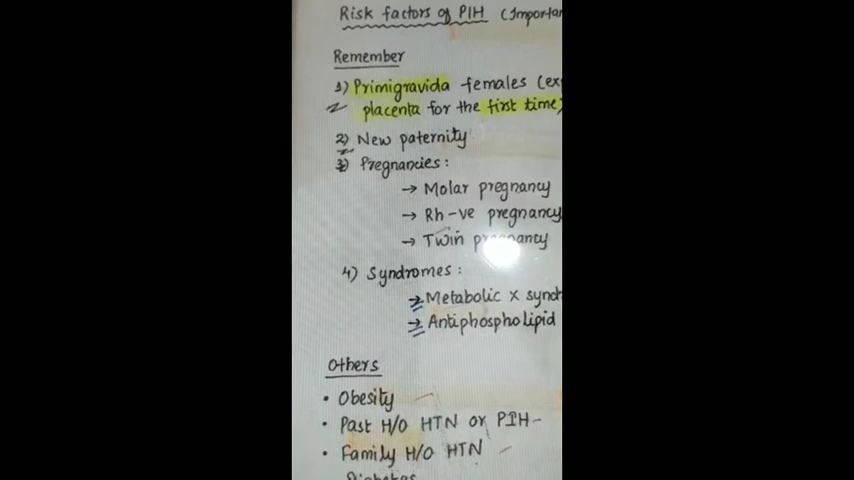 Risk factors of PIH (Importan
Remember
1) Primigravida females (ex
placenta for the first time)
2) New paternity
3) Pregnancies:
→ Molar pregnancy
→ Rh-ve pregnancy
→ Twin pregnancy
4) Syndromes:
→ Metabolic X synd
→ Antiphospholipid
Others
• Obesity
• Past H/O HTN or PIH
• Family H/O HTN
Diabetes